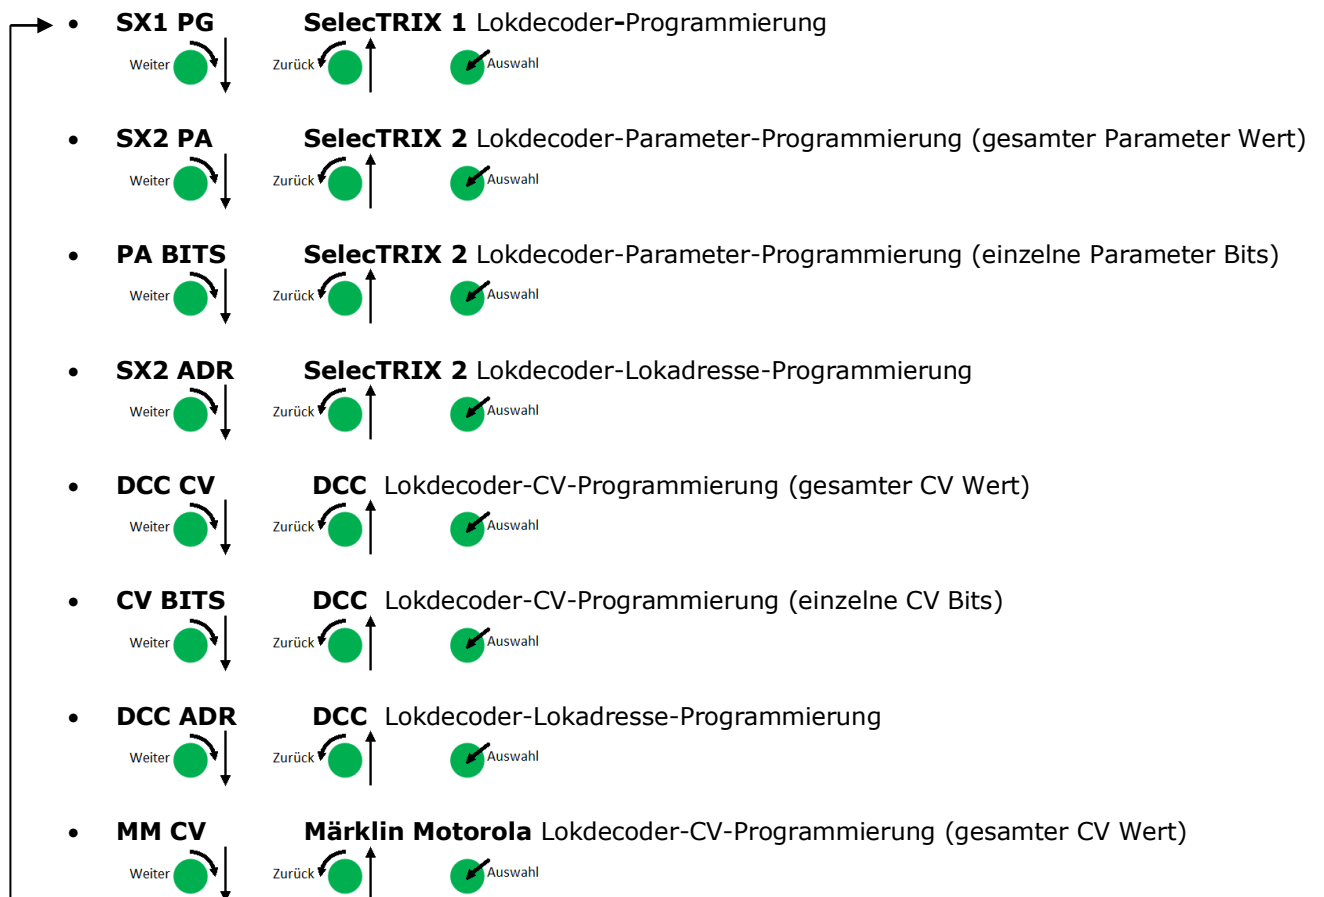 • SX1 PG SelecTRIX 1 Lokdecoder-Programmierung
Weiter Zurück Auswahl
• SX2 PA SelecTRIX 2 Lokdecoder-Parameter-Programmierung (gesamter Parameter Wert)
Weiter Zurück Auswahl
• PA BITS SelecTRIX 2 Lokdecoder-Parameter-Programmierung (einzelne Parameter Bits)
Weiter Zurück Auswahl
• SX2 ADR SelecTRIX 2 Lokdecoder-Lokadresse-Programmierung
Weiter Zurück Auswahl
• DCC CV DCC Lokdecoder-CV-Programmierung (gesamter CV Wert)
Weiter Zurück Auswahl
• CV BITS DCC Lokdecoder-CV-Programmierung (einzelne CV Bits)
Weiter Zurück Auswahl
• DCC ADR DCC Lokdecoder-Lokadresse-Programmierung
Weiter Zurück Auswahl
• MM CV Märklin Motorola Lokdecoder-CV-Programmierung (gesamter CV Wert)
Weiter Zurück Auswahl